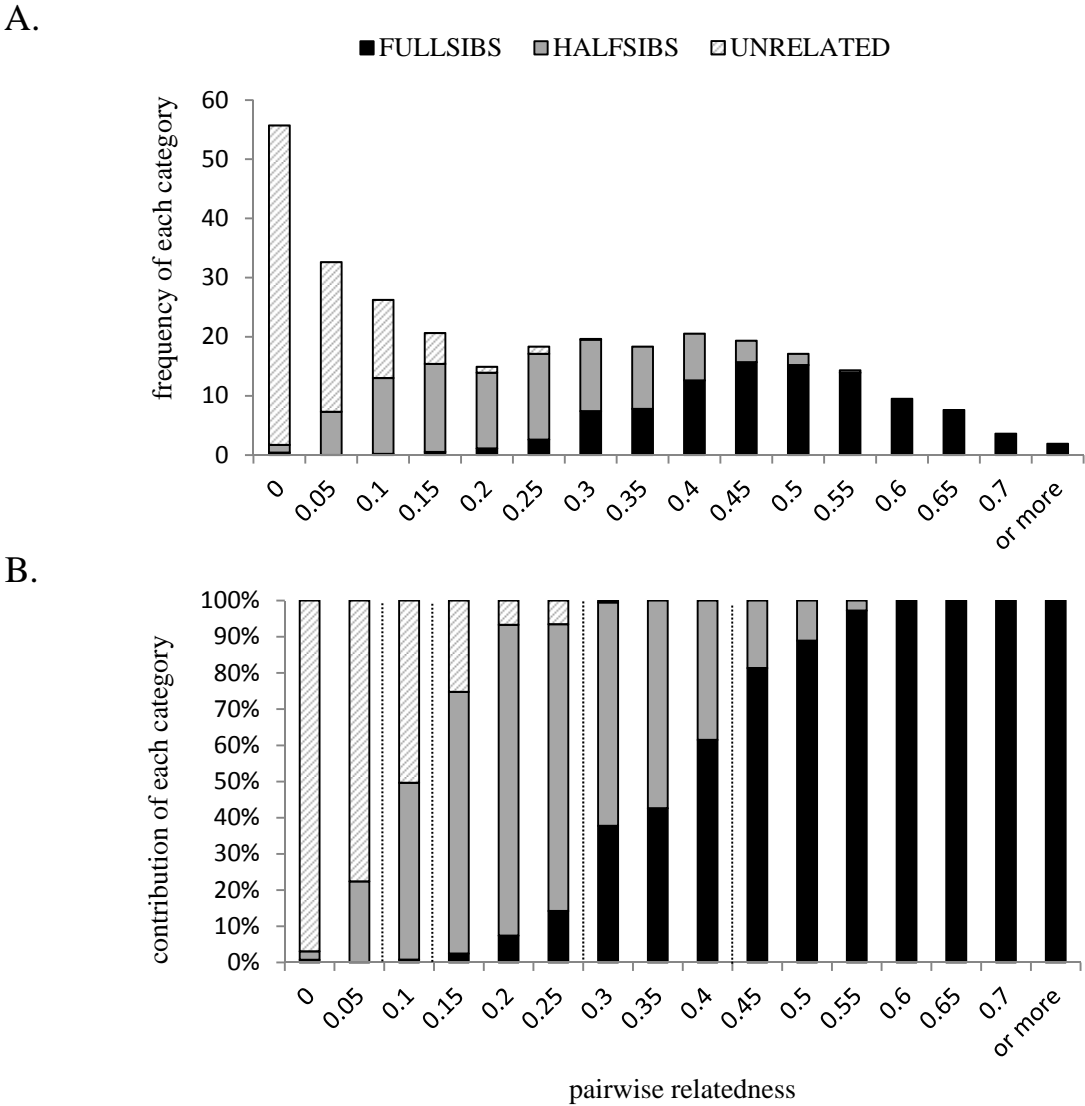 A.
FULLSIBS HALFSIBS UNRELATED
frequency of each category
60
50
40
30
20
10
0
0 0.05 0.1 0.15 0.2 0.25 0.3 0.35 0.4 0.45 0.5 0.55 0.6 0.65 0.7 or more
B.
contribution of each category
100%
90%
80%
70%
60%
50%
40%
30%
20%
10%
0%
0 0.05 0.1 0.15 0.2 0.25 0.3 0.35 0.4 0.45 0.5 0.55 0.6 0.65 0.7 or more
pairwise relatedness